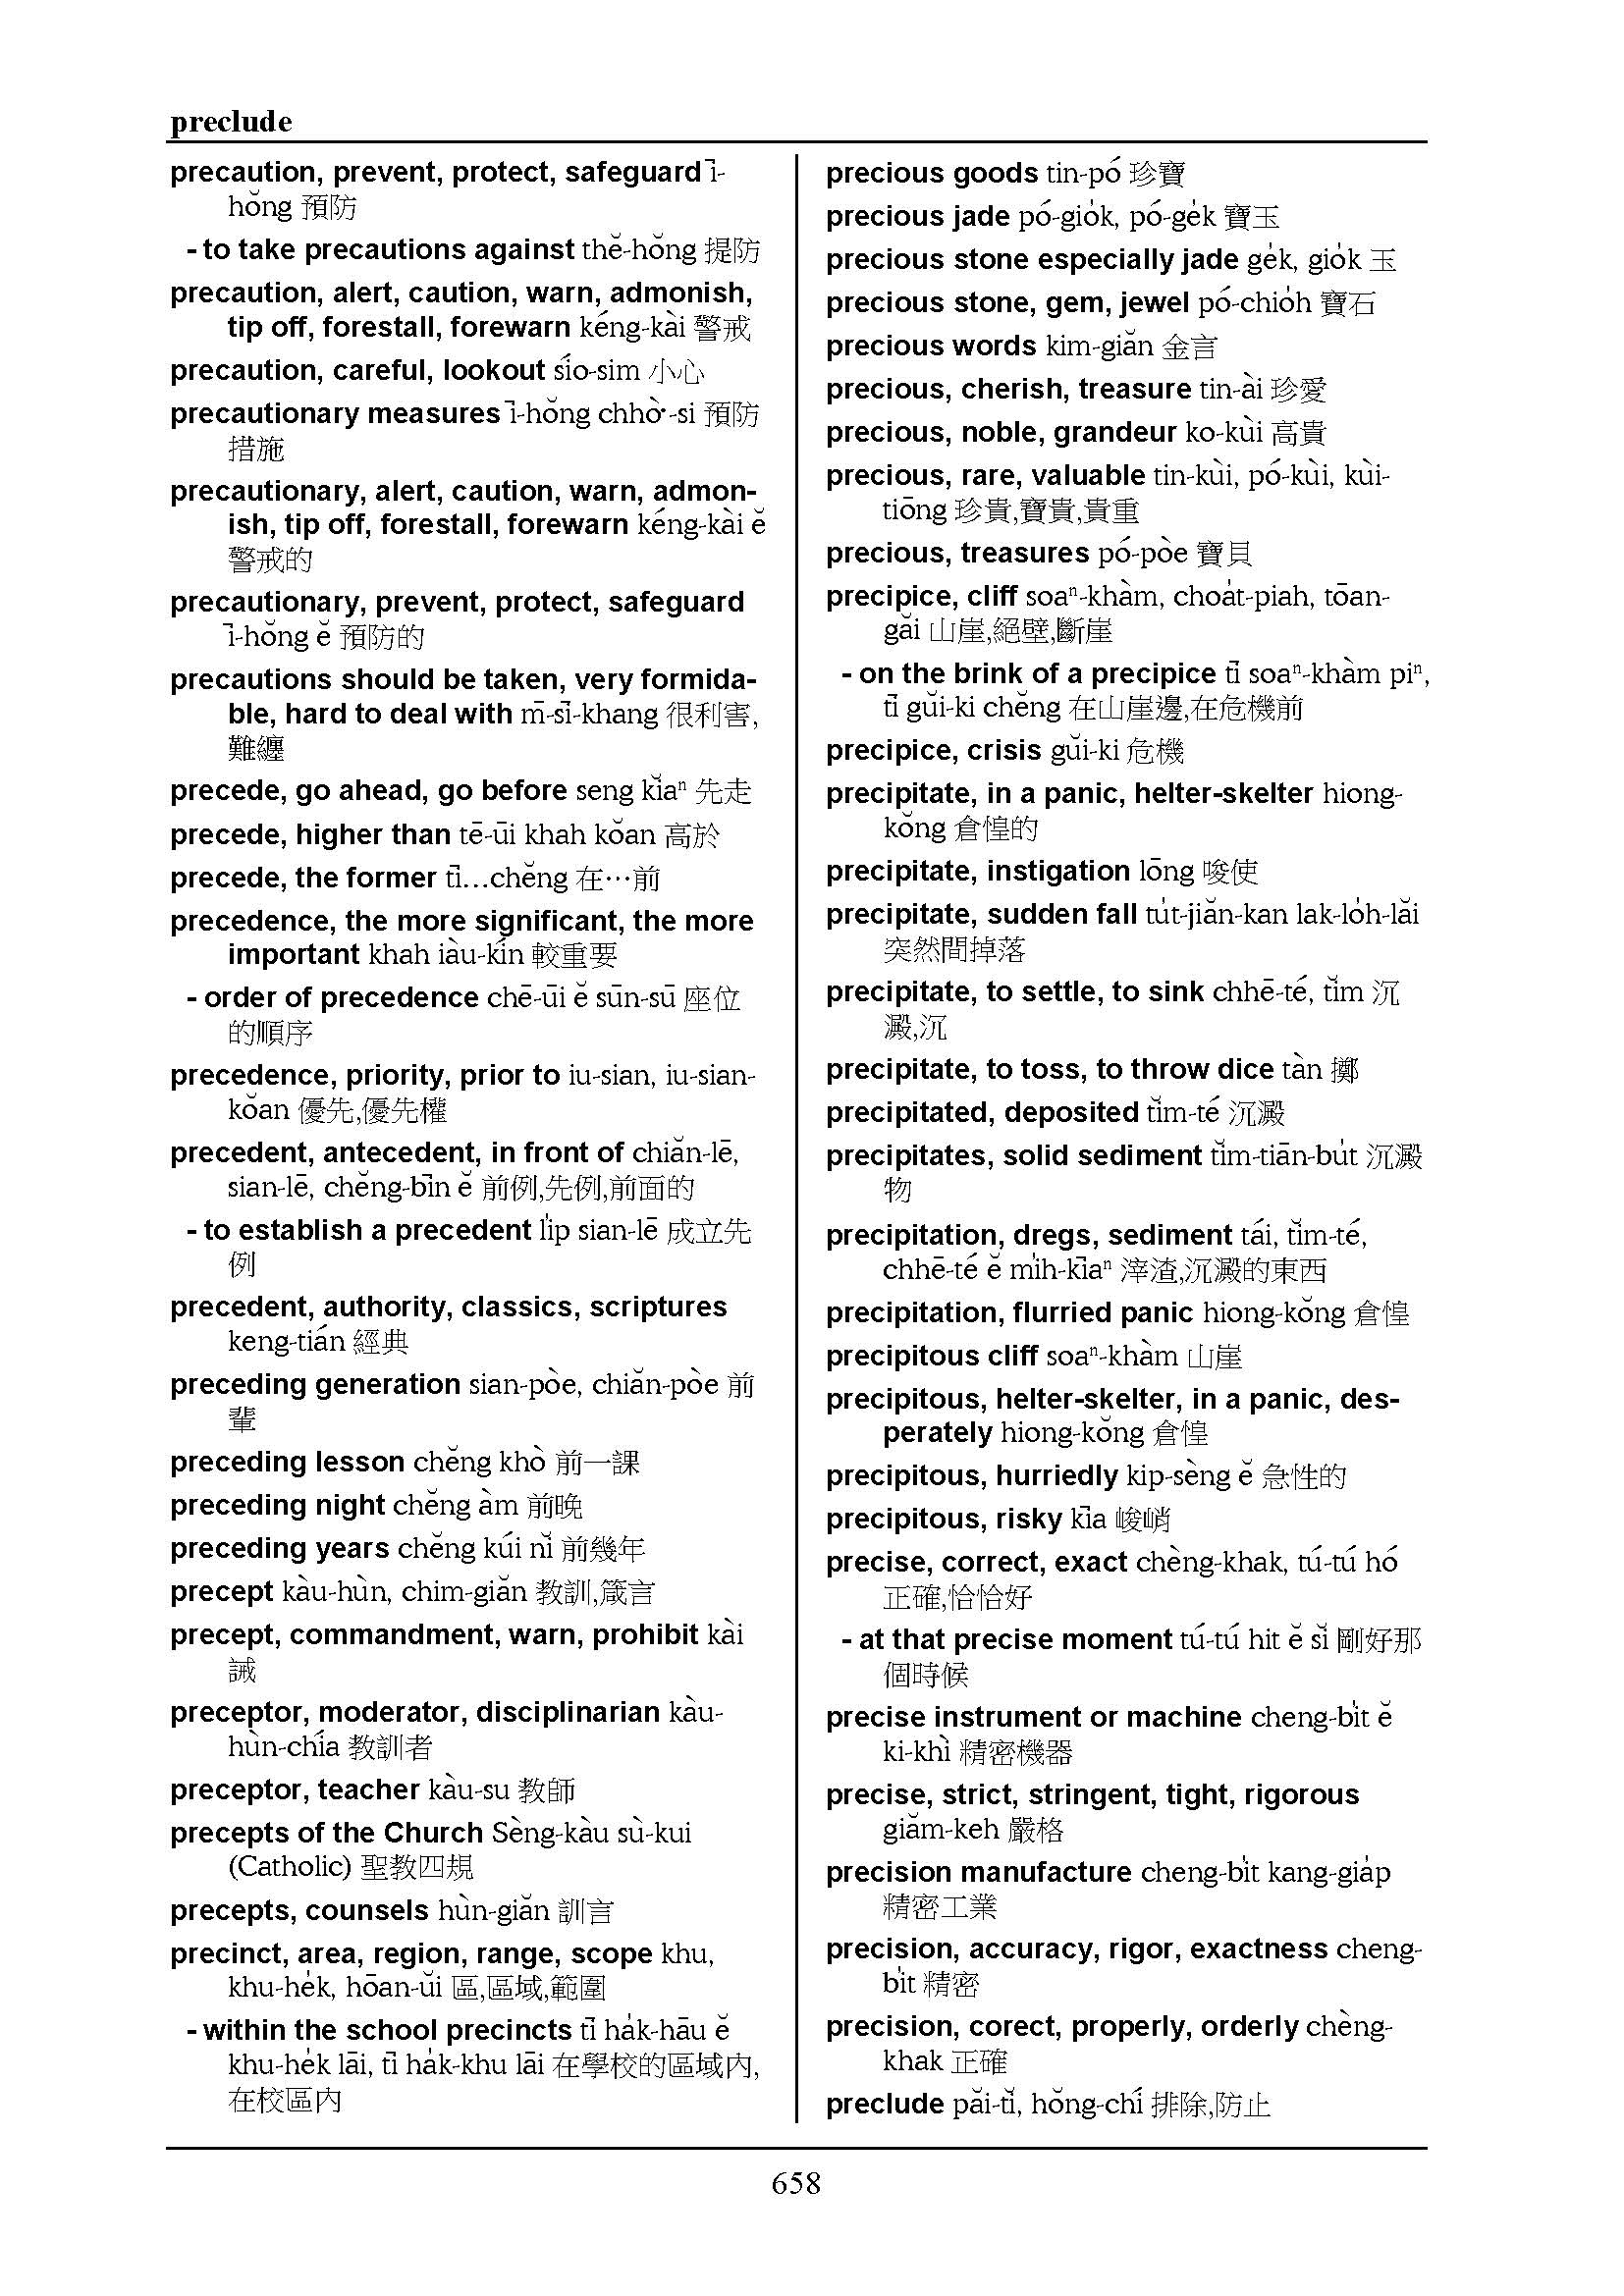 preclude
precaution, prevent, protect, safeguard ī-
hŏng 預防
- to take precautions against thĕ-hŏng 提防
precaution, alert, caution, warn, admonish,
tip off, forestall, forewarn kéng-kài 警戒
precaution, careful, lookout sío-sim 小心
precautionary measures ī-hŏng chhò͘-si 預防
措施
precautionary, alert, caution, warn, admon-
ish, tip off, forestall, forewarn kéng-kài ĕ
警戒的
precautionary, prevent, protect, safeguard
ī-hŏng ĕ 預防的
precautions should be taken, very formida-
ble, hard to deal with m̄-sī-khang 很利害,
難纏
precede, go ahead, go before seng kĭaⁿ 先走
precede, higher than tē-ūi khah kŏan 高於
precede, the former tī…chĕng 在…前
precedence, the more significant, the more
important khah iàu-kín 較重要
- order of precedence chē-ūi ĕ sūn-sū 座位
的順序
precedence, priority, prior to iu-sian, iu-sian-
kŏan 優先,優先權
precedent, antecedent, in front of chiăn-lē,
sian-lē, chĕng-bīn ĕ 前例,先例,前面的
- to establish a precedent li̍p sian-lē 成立先
例
precedent, authority, classics, scriptures
keng-tián 經典
preceding generation sian-pòe, chiăn-pòe 前
輩
preceding lesson chĕng khò 前一課
preceding night chĕng àm 前晚
preceding years chĕng kúi nĭ 前幾年
precept kàu-hùn, chim-giăn 教訓,箴言
precept, commandment, warn, prohibit kài
誡
preceptor, moderator, disciplinarian kàu-
hùn-chía 教訓者
preceptor, teacher kàu-su 教師
precepts of the Church Sèng-kàu sù-kui
(Catholic) 聖教四規
precepts, counsels hùn-giăn 訓言
precinct, area, region, range, scope khu,
khu-he̍k, hōan-ŭi 區,區域,範圍
- within the school precincts tī ha̍k-hāu ĕ
khu-he̍k lāi, tī ha̍k-khu lāi 在學校的區域內,
在校區內
precious goods tin-pó 珍寶
precious jade pó-gio̍k, pó-ge̍k 寶玉
precious stone especially jade ge̍k, gio̍k 玉
precious stone, gem, jewel pó-chio̍h 寶石
precious words kim-giăn 金言
precious, cherish, treasure tin-ài 珍愛
precious, noble, grandeur ko-kùi 高貴
precious, rare, valuable tin-kùi, pó-kùi, kùi-
tiōng 珍貴,寶貴,貴重
precious, treasures pó-pòe 寶貝
precipice, cliff soaⁿ-khàm, choa̍t-piah, tōan-
găi 山崖,絕壁,斷崖
- on the brink of a precipice tī soaⁿ-khàm piⁿ,
tī gŭi-ki chĕng 在山崖邊,在危機前
precipice, crisis gŭi-ki 危機
precipitate, in a panic, helter-skelter hiong-
kŏng 倉惶的
precipitate, instigation lōng 唆使
precipitate, sudden fall tu̍t-jiăn-kan lak-lo̍h-lăi
突然間掉落
precipitate, to settle, to sink chhē-té, tĭm 沉
澱,沉
precipitate, to toss, to throw dice tàn 擲
precipitated, deposited tĭm-té 沉澱
precipitates, solid sediment tĭm-tiān-bu̍t 沉澱
物
precipitation, dregs, sediment tái, tĭm-té,
chhē-té ĕ mi̍h-kīaⁿ 滓渣,沉澱的東西
precipitation, flurried panic hiong-kŏng 倉惶
precipitous cliff soaⁿ-khàm 山崖
precipitous, helter-skelter, in a panic, des-
perately hiong-kŏng 倉惶
precipitous, hurriedly kip-sèng ĕ 急性的
precipitous, risky kīa 峻峭
precise, correct, exact chèng-khak, tú-tú hó
正確,恰恰好
- at that precise moment tú-tú hit ĕ sĭ 剛好那
個時候
precise instrument or machine cheng-bi̍t ĕ
ki-khì 精密機器
precise, strict, stringent, tight, rigorous
giăm-keh 嚴格
precision manufacture cheng-bi̍t kang-gia̍p
精密工業
precision, accuracy, rigor, exactness cheng-
bi̍t 精密
precision, corect, properly, orderly chèng-
khak 正確
preclude păi-tĭ, hŏng-chí 排除,防止
658